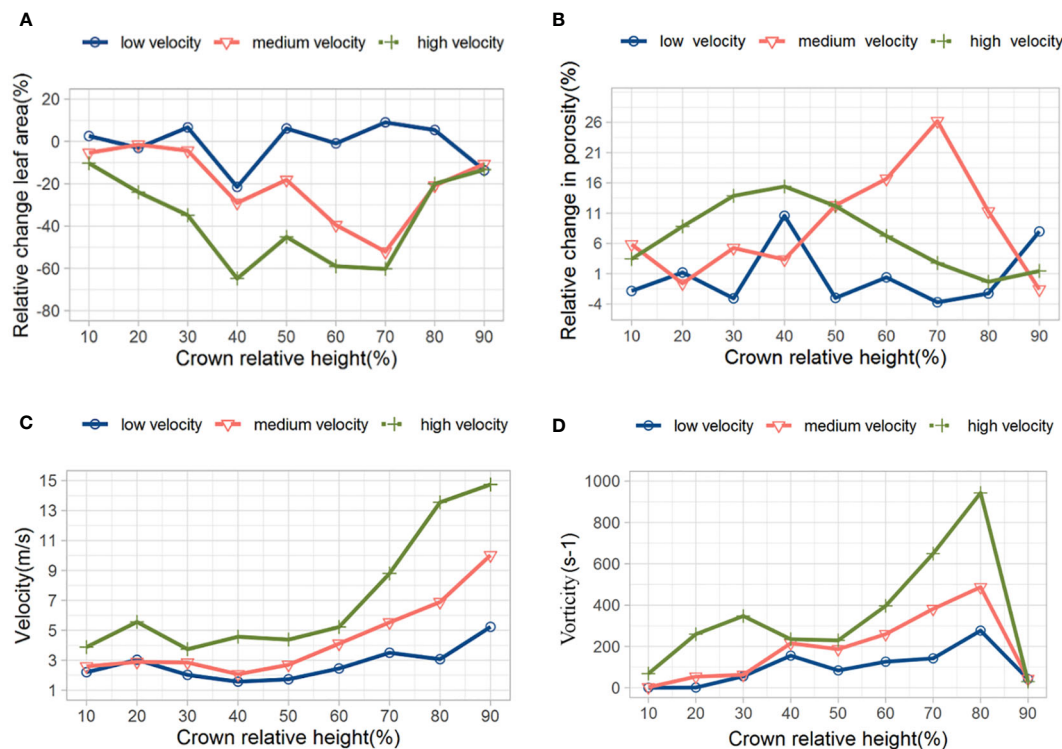 A
low velocity medium velocity high velocity
Relative change leaf area(%)
20
0
-20
-40
-60
-80
10 20 30 40 50 60 70 80 90
Crown relative height(%)
B
low velocity medium velocity high velocity
Relative change in porosity(%)
26
21
16
11
6
1
-4
10 20 30 40 50 60 70 80 90
Crown relative height(%)
C
low velocity medium velocity high velocity
Velocity(m/s)
15
13
11
9
7
5
3
1
10 20 30 40 50 60 70 80 90
Crown relative height(%)
D
low velocity medium velocity high velocity
Vorticity (s-1)
1000
800
600
400
200
0
10 20 30 40 50 60 70 80 90
Crown relative height(%)